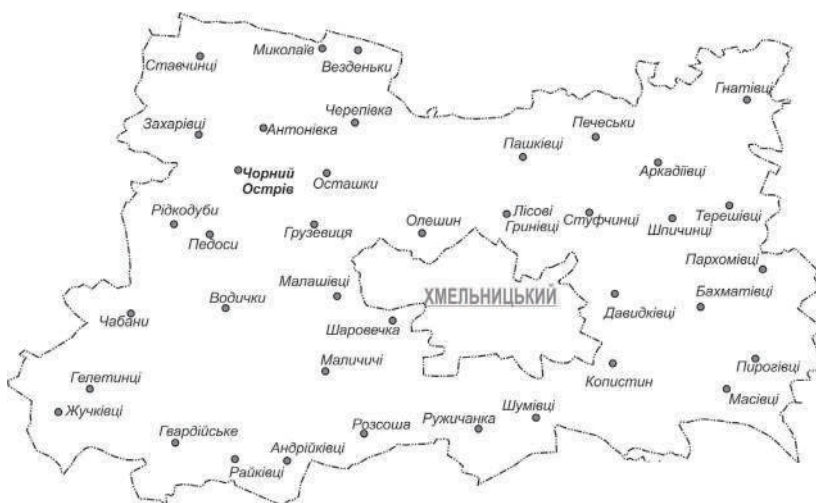 Миколаїв
Везденьки
Ставчинці
Гнатівці
Черепівка
Захарівці
Антонівка
Печеськи
Пашківці
Аркадіївці
Чорний
Острів
Осташки
Рідкодуби
Педоси
Грузевиця
Олешин
Лісові
Гринівці
Стуфчинці
Шпичинці
Терешівці
Пархомівці
Малашівці
ХМЕЛЬНИЦЬКИЙ
Водички
Чабани
Шаровечка
Давидківці
Бахматівці
Маличичі
Гелетинці
Жучківці
Копистин
Пирогівці
Масівці
Гвардійське
Райківці
Андрійківці
Розсоша
Ружичанка
Шумівці